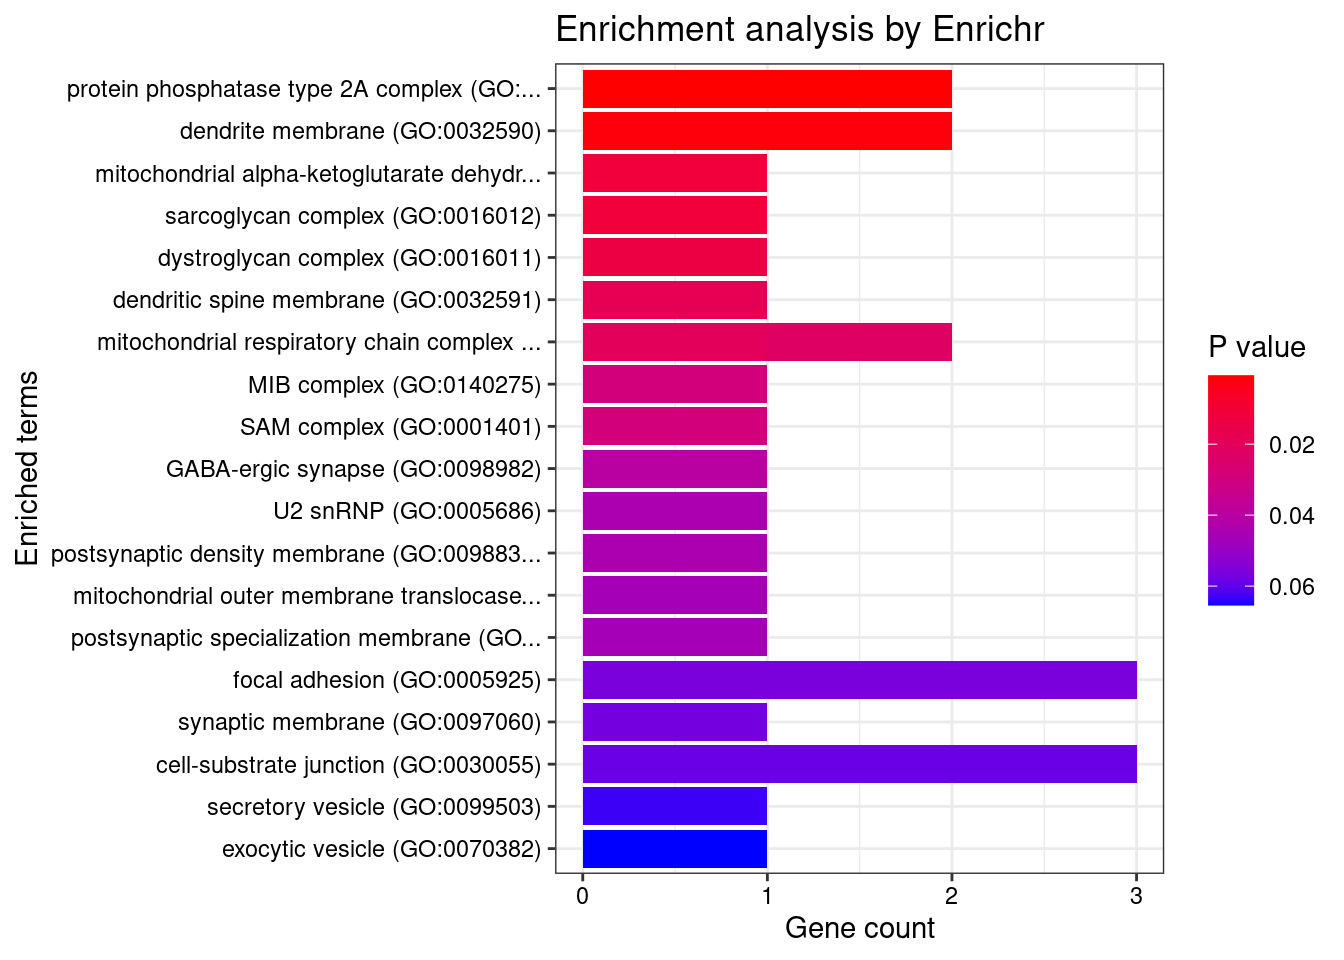 Enrichment analysis by Enrichr
protein phosphatase type 2A complex (GO:...
dendrite membrane (GO:0032590)
mitochondrial alpha-ketoglutarate dehydr...
sarcoglycan complex (GO:0016012)
dystroglycan complex (GO:0016011)
dendritic spine membrane (GO:0032591)
mitochondrial respiratory chain complex ...
MIB complex (GO:0140275)
SAM complex (GO:0001401)
GABA-ergic synapse (GO:0098982)
U2 snRNP (GO:0005686)
postsynaptic density membrane (GO:009883...
mitochondrial outer membrane translocase...
postsynaptic specialization membrane (GO...
focal adhesion (GO:0005925)
synaptic membrane (GO:0097060)
cell-substrate junction (GO:0030055)
secretory vesicle (GO:0099503)
exocytic vesicle (GO:0070382)
Enriched terms
0 1 2 3
Gene count
P value
0.02
0.04
0.06